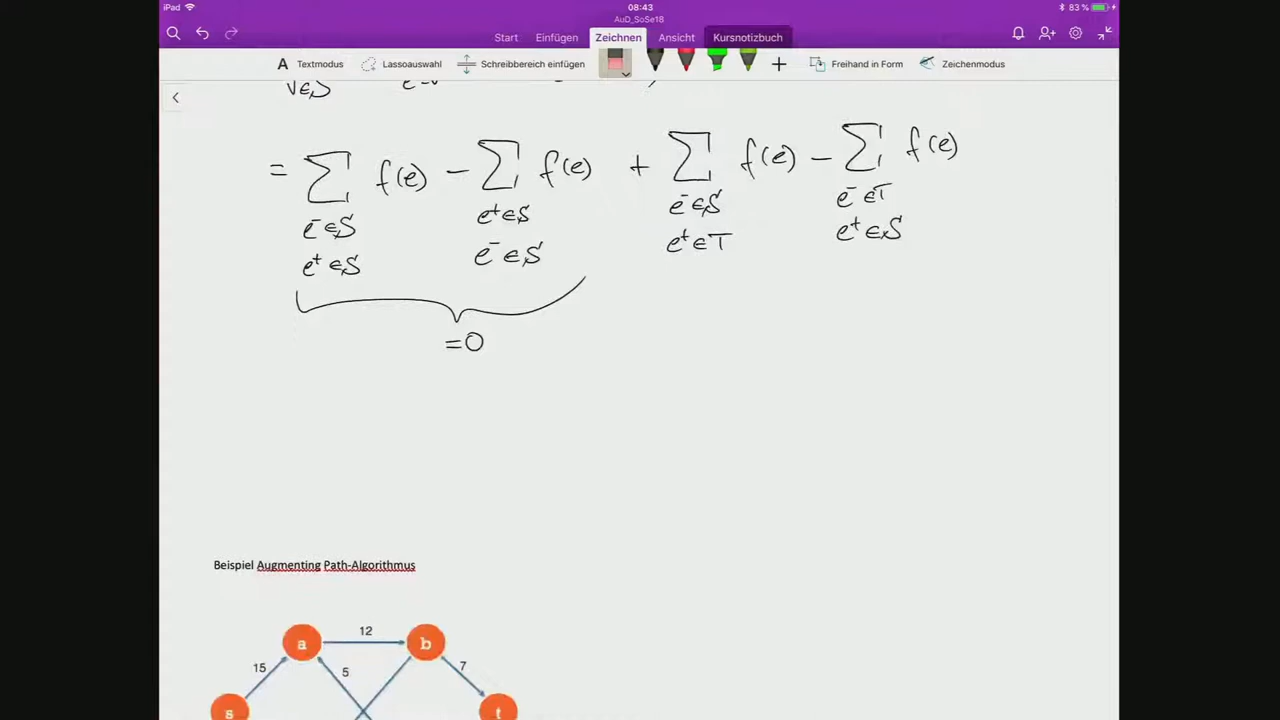 iPad 08:43 83 %
AuD_SoSe18
Start Einfügen Zeichnen Ansicht Kursnotizbuch
A Textmodus Lassoauswahl Schreibbereich einfügen Freihand in Form Zeichenmodus
v∈S
= ∑ f(e) − ∑ f(e) + ∑ f(e) − ∑ f(e)
e⁻∈S e⁺∈S e⁻∈S e⁻∈T
e⁺∈S e⁻∈S e⁺∈T e⁺∈S
=0
Beispiel Augmenting Path-Algorithmus
12
a b
15 5 7
s t